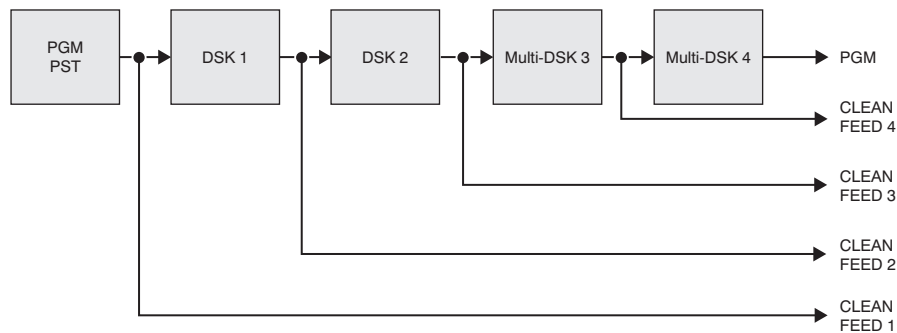 PGM
PST
DSK 1
DSK 2
Multi-DSK 3
Multi-DSK 4
PGM
CLEAN
FEED 4
CLEAN
FEED 3
CLEAN
FEED 2
CLEAN
FEED 1